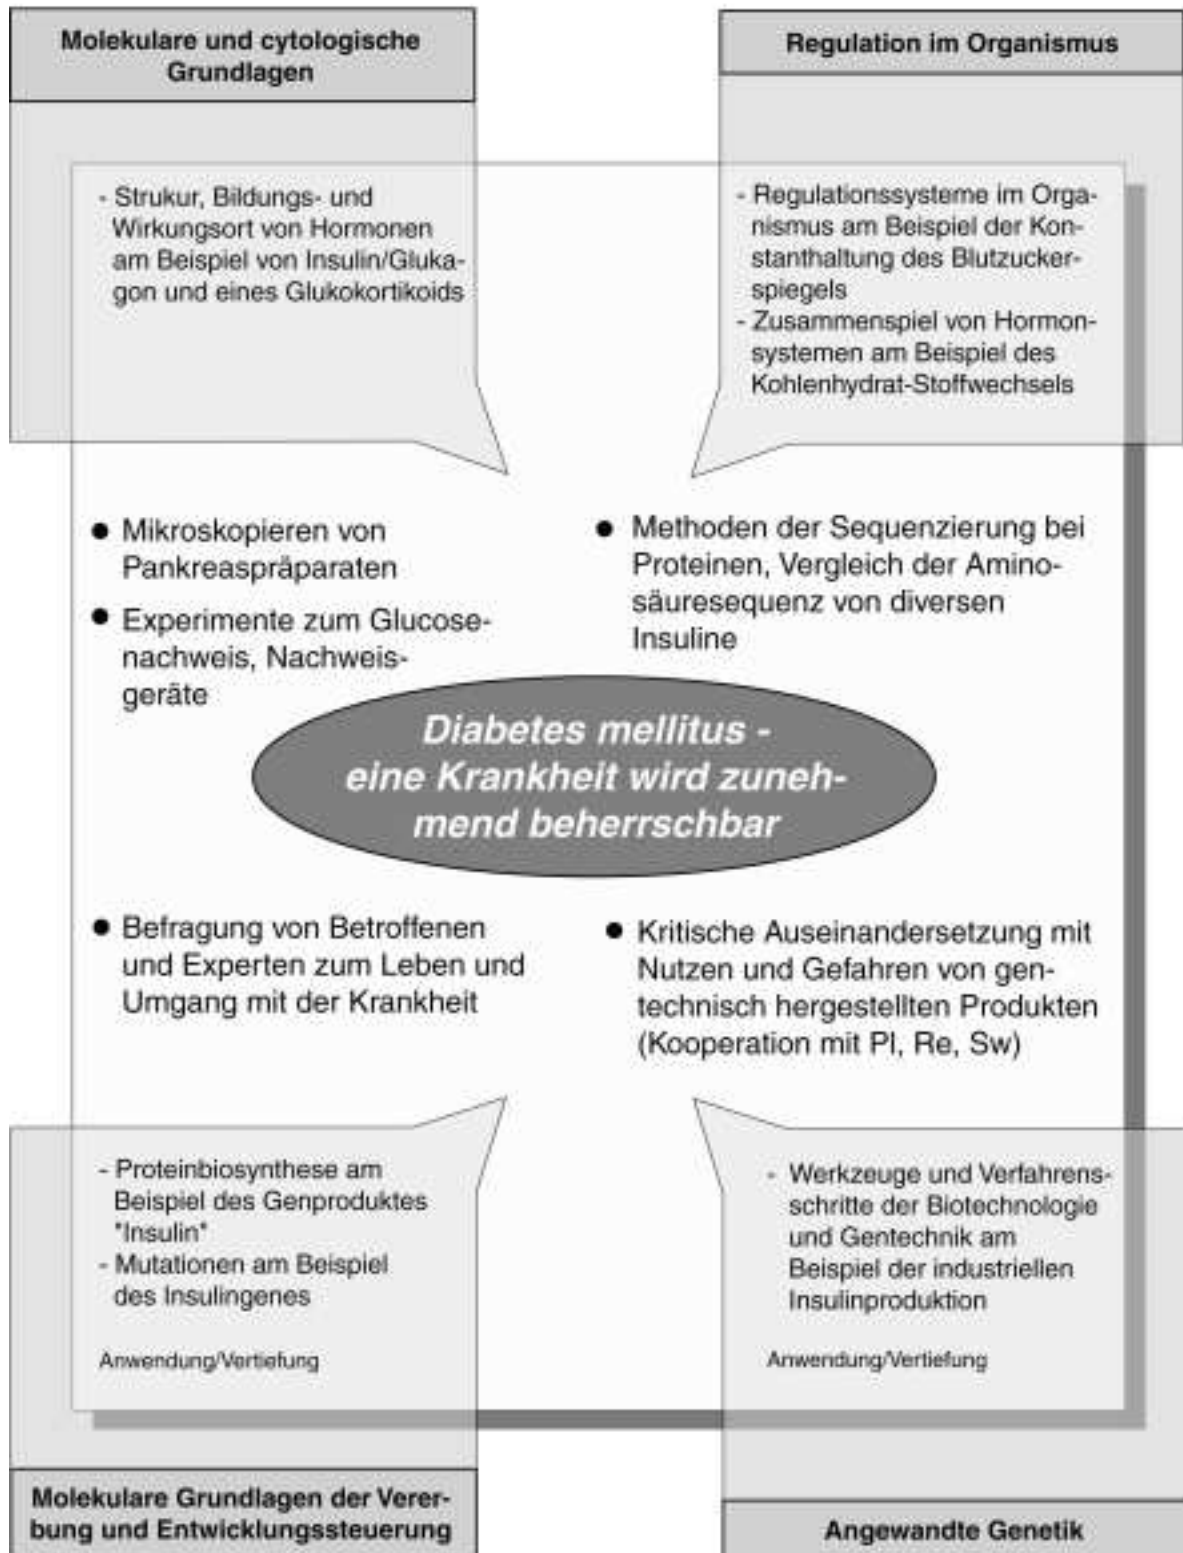 Molekulare und cytologische
Grundlagen
Regulation im Organismus
- Strukur, Bildungs- und
Wirkungsort von Hormonen
am Beispiel von Insulin/Gluka-
gon und eines Glukokortikoids
- Regulationssysteme im Orga-
nismus am Beispiel der Kon-
stanthaltung des Blutzucker-
spiegels
- Zusammenspiel von Hormon-
systemen am Beispiel des
Kohlenhydrat-Stoffwechsels
● Mikroskopieren von
Pankreaspräparaten
● Experimente zum Glucose-
nachweis, Nachweis-
geräte
● Methoden der Sequenzierung bei
Proteinen, Vergleich der Amino-
säuresequenz von diversen
Insuline
Diabetes mellitus -
eine Krankheit wird zuneh-
mend beherrschbar
● Befragung von Betroffenen
und Experten zum Leben und
Umgang mit der Krankheit
● Kritische Auseinandersetzung mit
Nutzen und Gefahren von gen-
technisch hergestellten Produkten
(Kooperation mit Pl, Re, Sw)
- Proteinbiosynthese am
Beispiel des Genproduktes
"Insulin"
- Mutationen am Beispiel
des Insulingenes
Anwendung/Vertiefung
- Werkzeuge und Verfahrens-
schritte der Biotechnologie
und Gentechnik am
Beispiel der industriellen
Insulinproduktion
Anwendung/Vertiefung
Molekulare Grundlagen der Verer-
bung und Entwicklungssteuerung
Angewandte Genetik